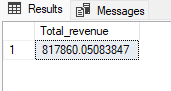 Results Messages
Total_revenue
1 817860.05083847